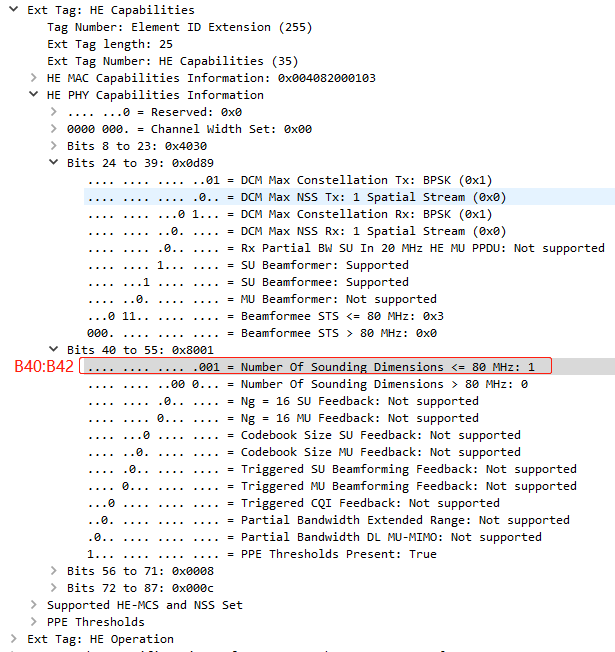 Ext Tag: HE Capabilities
Tag Number: Element ID Extension (255)
Ext Tag length: 25
Ext Tag Number: HE Capabilities (35)
HE MAC Capabilities Information: 0x004082000103
HE PHY Capabilities Information
.... ...0 = Reserved: 0x0
0000 000. = Channel Width Set: 0x00
Bits 8 to 23: 0x4030
Bits 24 to 39: 0x0d89
.... .... .... ..01 = DCM Max Constellation Tx: BPSK (0x1)
.... .... .... .0.. = DCM Max NSS Tx: 1 Spatial Stream (0x0)
.... .... ...0 1... = DCM Max Constellation Rx: BPSK (0x1)
.... .... ..0. .... = DCM Max NSS Rx: 1 Spatial Stream (0x0)
.... .... .0.. .... = Rx Partial BW SU In 20 MHz HE MU PPDU: Not supported
.... .... 1... .... = SU Beamformer: Supported
.... ...1 .... .... = SU Beamformee: Supported
.... ..0. .... .... = MU Beamformer: Not supported
...0 11.. .... .... = Beamformee STS <= 80 MHz: 0x3
000. .... .... .... = Beamformee STS > 80 MHz: 0x0
Bits 40 to 55: 0x8001
B40:B42 .... .... .... .001 = Number Of Sounding Dimensions <= 80 MHz: 1
.... .... ..00 0... = Number Of Sounding Dimensions > 80 MHz: 0
.... .... .0.. .... = Ng = 16 SU Feedback: Not supported
.... .... 0... .... = Ng = 16 MU Feedback: Not supported
.... ...0 .... .... = Codebook Size SU Feedback: Not supported
.... ..0. .... .... = Codebook Size MU Feedback: Not supported
.... .0.. .... .... = Triggered SU Beamforming Feedback: Not supported
.... 0... .... .... = Triggered MU Beamforming Feedback: Not supported
...0 .... .... .... = Triggered CQI Feedback: Not supported
..0. .... .... .... = Partial Bandwidth Extended Range: Not supported
.0.. .... .... .... = Partial Bandwidth DL MU-MIMO: Not supported
1... .... .... .... = PPE Thresholds Present: True
Bits 56 to 71: 0x0008
Bits 72 to 87: 0x000c
Supported HE-MCS and NSS Set
PPE Thresholds
Ext Tag: HE Operation